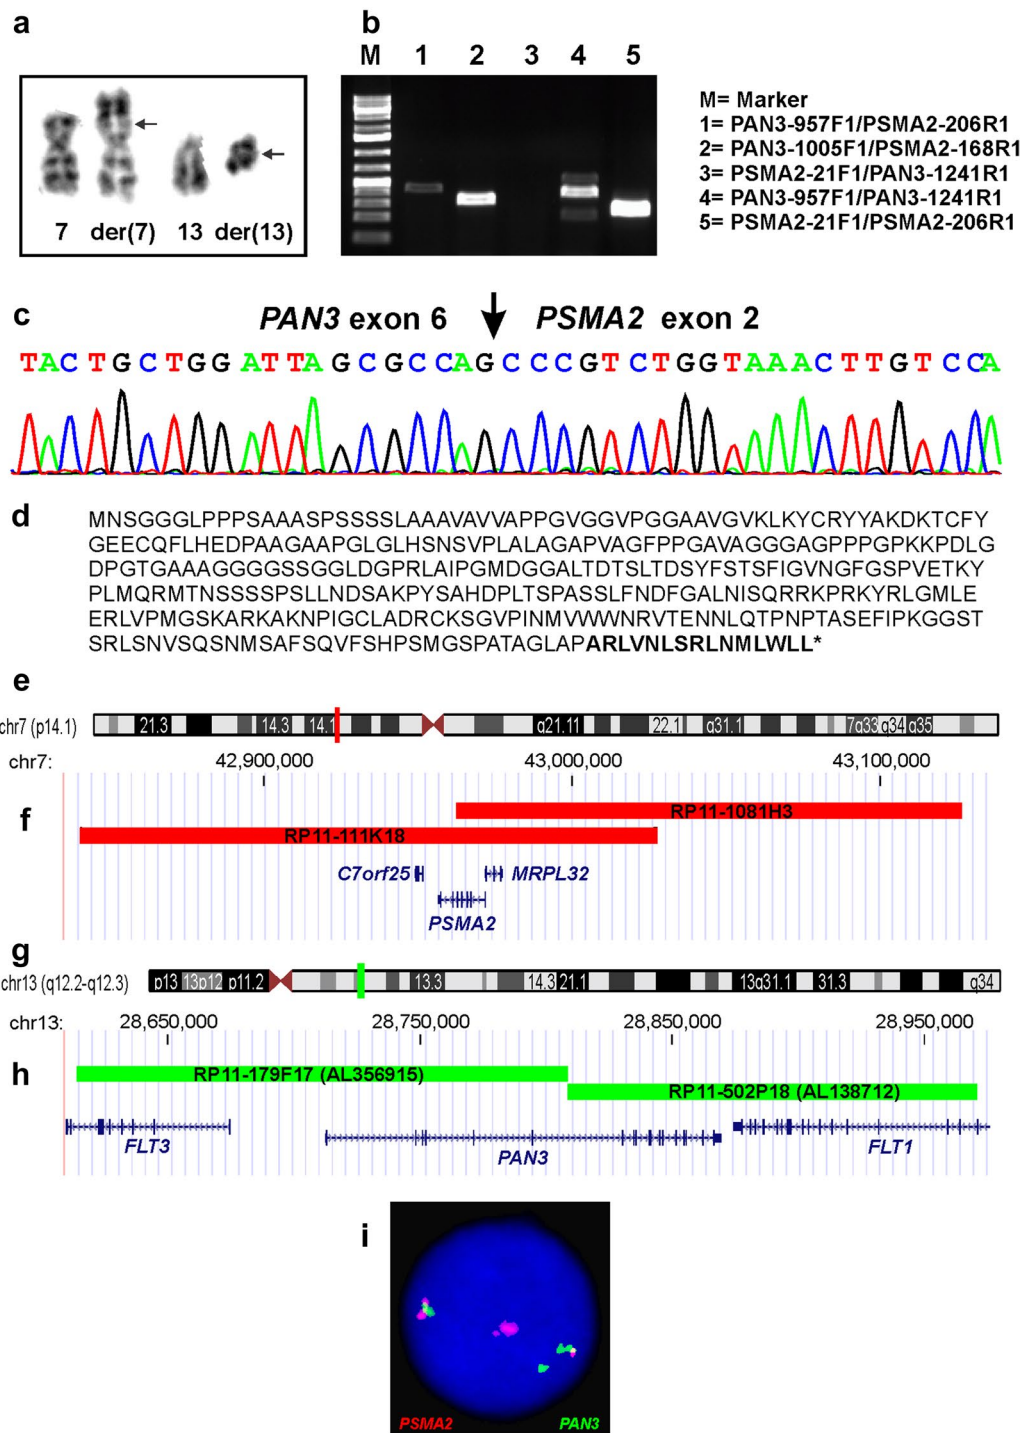 a
b
M 1 2 3 4 5
7 der(7) 13 der(13)
M= Marker
1= PAN3-957F1/PSMA2-206R1
2= PAN3-1005F1/PSMA2-168R1
3= PSMA2-21F1/PAN3-1241R1
4= PAN3-957F1/PAN3-1241R1
5= PSMA2-21F1/PSMA2-206R1
c
PAN3 exon 6 PSMA2 exon 2
TACTGCTGGATTAGCGCCAGCCCGTCTGGTAAACTTGTCCA
d
MNSGGGLPPPSAAASPSSSSLAAAVAVVAPPGVGGVPGGAAVGVKLKYCRYYAKDKTCFY
GEECQFLHEDPAAGAAPGLGLHSNSVPLALAGAPVAGFPPGAVAGGGAGPPPGPKKPDLG
DPGTGAAAGGGGSSGGLDGPRLAIPGMDGGALTDTSLTDSYFSTSFIGVNGFGSPVETKY
PLMQRMTNSSSSPSLLNDSAKPYSAHDPLTSPASSLFNDFGALNISQRRKPRKYRLGMLE
ERLVPMGSKARKAKNPIGCLADRCKSGVPINMVWWNRVTENNLQTPNPTASEFIPKGGST
SRLSNVSQSNMSAFSQVFSHPSMGSPATAGLAPARLVNLSRLNMLWLL*
e
chr7 (p14.1) 21.3 14.3 14.1 q21.11 22.1 q31.1 7q33 q34 q35
chr7: 42,900,000 43,000,000 43,100,000
f
RP11-1081H3
RP11-111K18
C7orf25 MRPL32
PSMA2
g
chr13 (q12.2-q12.3) p13 13p12 p11.2 13.3 14.3 21.1 13q31.1 31.3 q34
chr13: 28,650,000 28,750,000 28,850,000 28,950,000
h
RP11-179F17 (AL356915)
RP11-502P18 (AL138712)
FLT3 PAN3 FLT1
i
PSMA2 PAN3